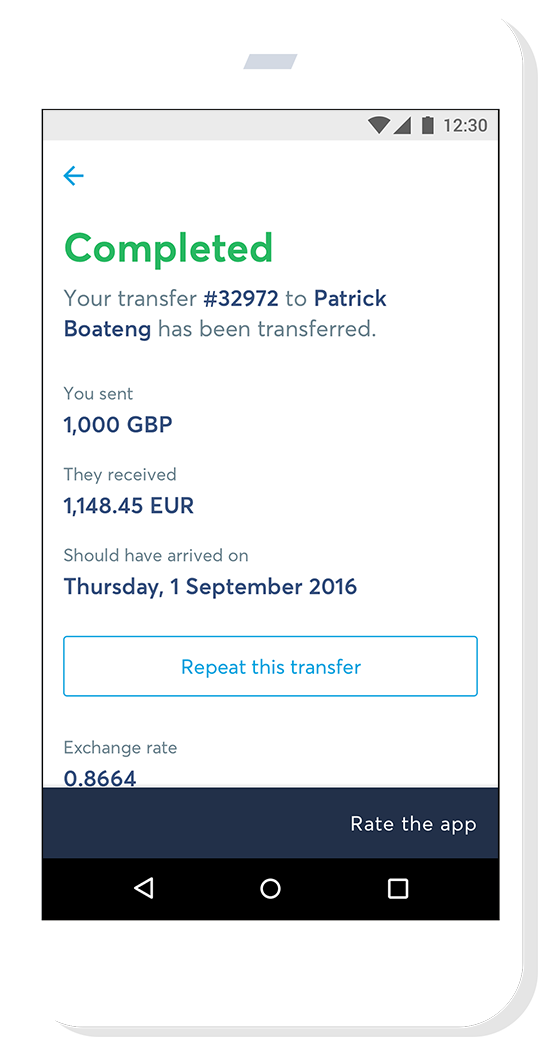 12:30
Completed
Your transfer #32972 to Patrick
Boateng has been transferred.
You sent
1,000 GBP
They received
1,148.45 EUR
Should have arrived on
Thursday, 1 September 2016
Repeat this transfer
Exchange rate
0.8664
Rate the app